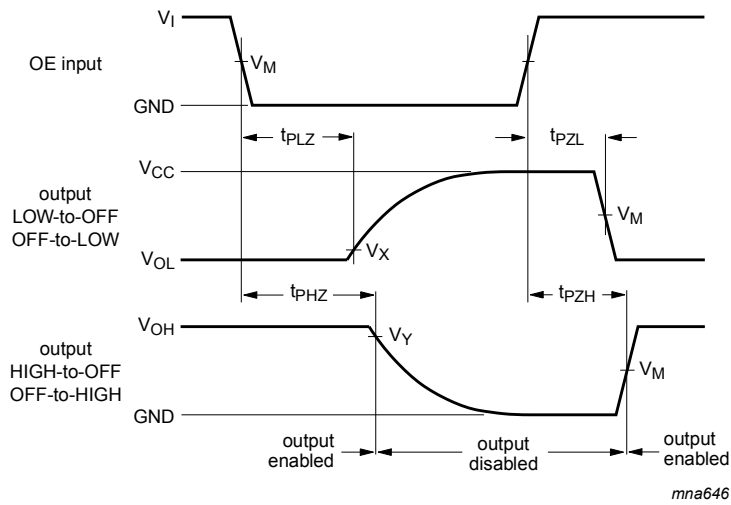 VI
OE input
VM
GND
tPLZ
tPZL
VCC
output
LOW-to-OFF
OFF-to-LOW
VM
VX
VOL
tPHZ
tPZH
VOH
VY
output
HIGH-to-OFF
OFF-to-HIGH
VM
GND
output
enabled
output
disabled
output
enabled
mna646